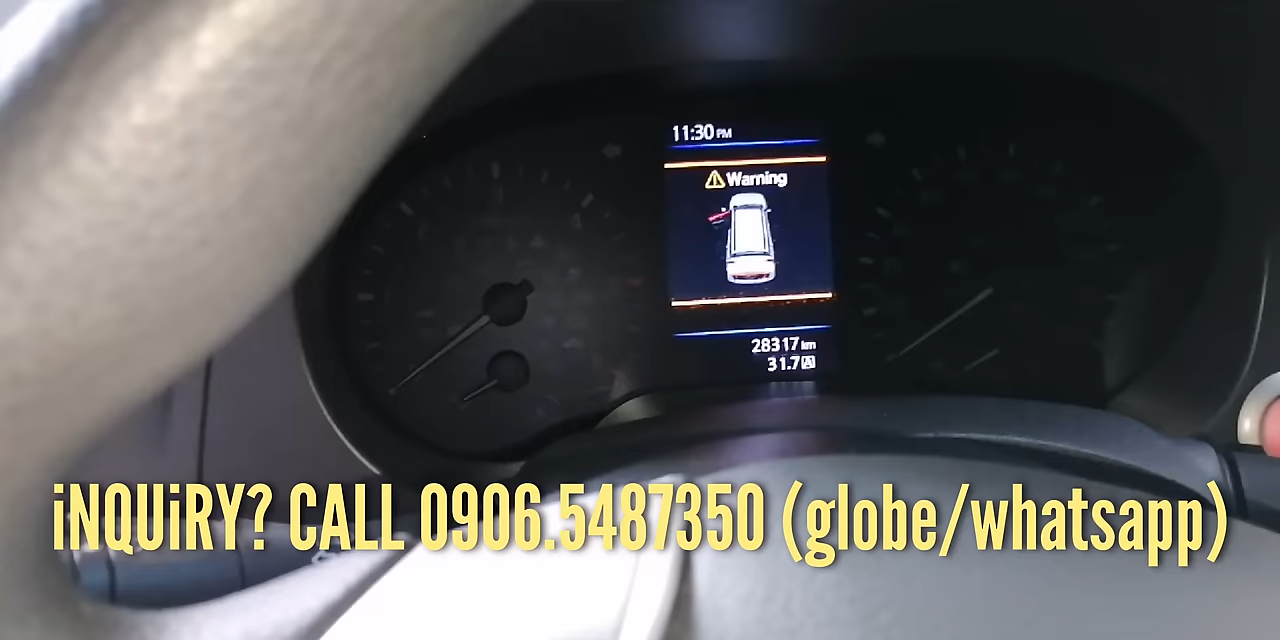 11:30 PM
Warning
28317 km
31.7 A
iNQUiRY? CALL 0906.5487350 (globe/whatsapp)